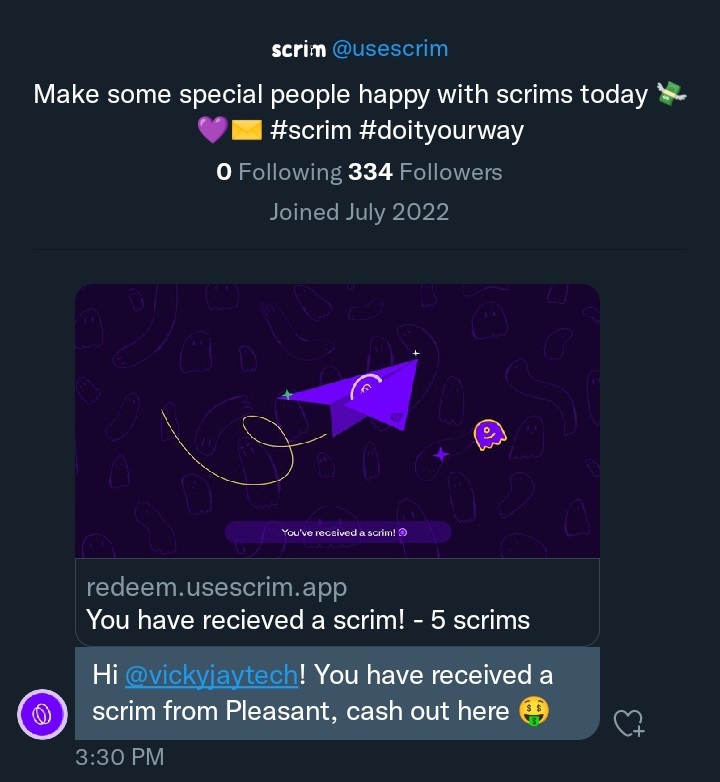 scrim @usescrim
Make some special people happy with scrims today 💸
💜✉️ #scrim #doityourway
0 Following 334 Followers
Joined July 2022
You've received a scrim!
redeem.usescrim.app
You have recieved a scrim! - 5 scrims
Hi @vickyjaytech! You have received a
scrim from Pleasant, cash out here 🤑
3:30 PM